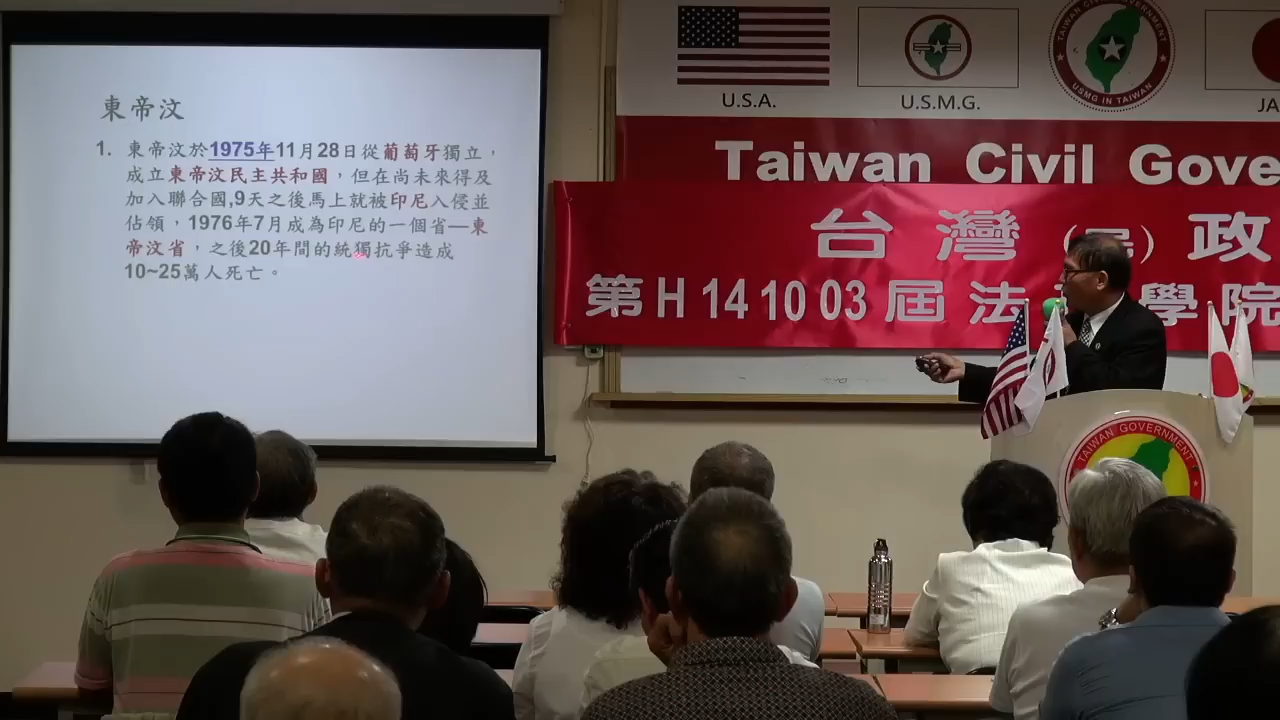 東帝汶
1. 東帝汶於1975年11月28日從葡萄牙獨立，
成立東帝汶民主共和國，但在尚未來得及
加入聯合國,9天之後馬上就被印尼入侵並
佔領，1976年7月成為印尼的一個省—東
帝汶省，之後20年間的統獨抗爭造成
10~25萬人死亡。
U.S.A.
U.S.M.G.
TAIWAN CIVIL GOVERNMENT
USMG IN TAIWAN
JA
Taiwan Civil Gove
台灣（民）政
第H 14 10 03 屆 法 學院
TAIWAN GOVERNMENT